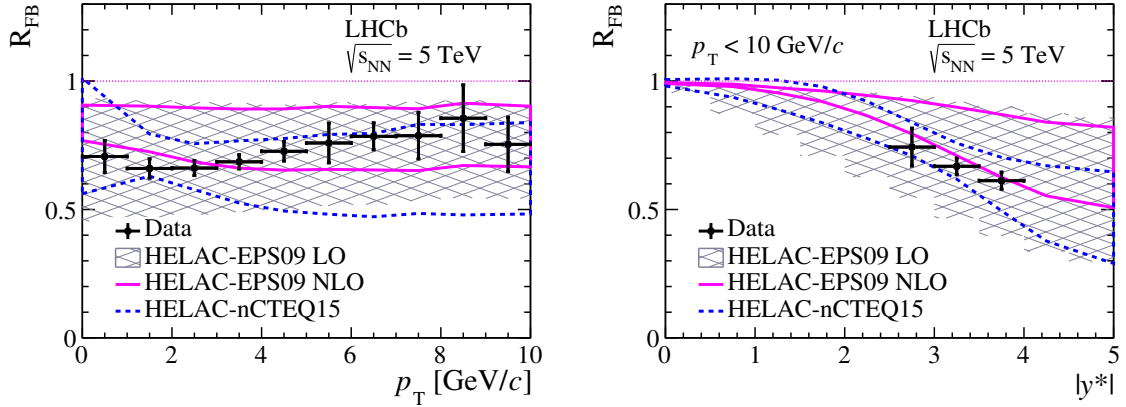 R_FB
LHCb
√s_NN = 5 TeV
1
0.5
0
Data
HELAC-EPS09 LO
HELAC-EPS09 NLO
HELAC-nCTEQ15
0 2 4 6 8 10
p_T [GeV/c]
R_FB
p_T < 10 GeV/c
LHCb
√s_NN = 5 TeV
1
0.5
0
Data
HELAC-EPS09 LO
HELAC-EPS09 NLO
HELAC-nCTEQ15
0 1 2 3 4 5
|y*|